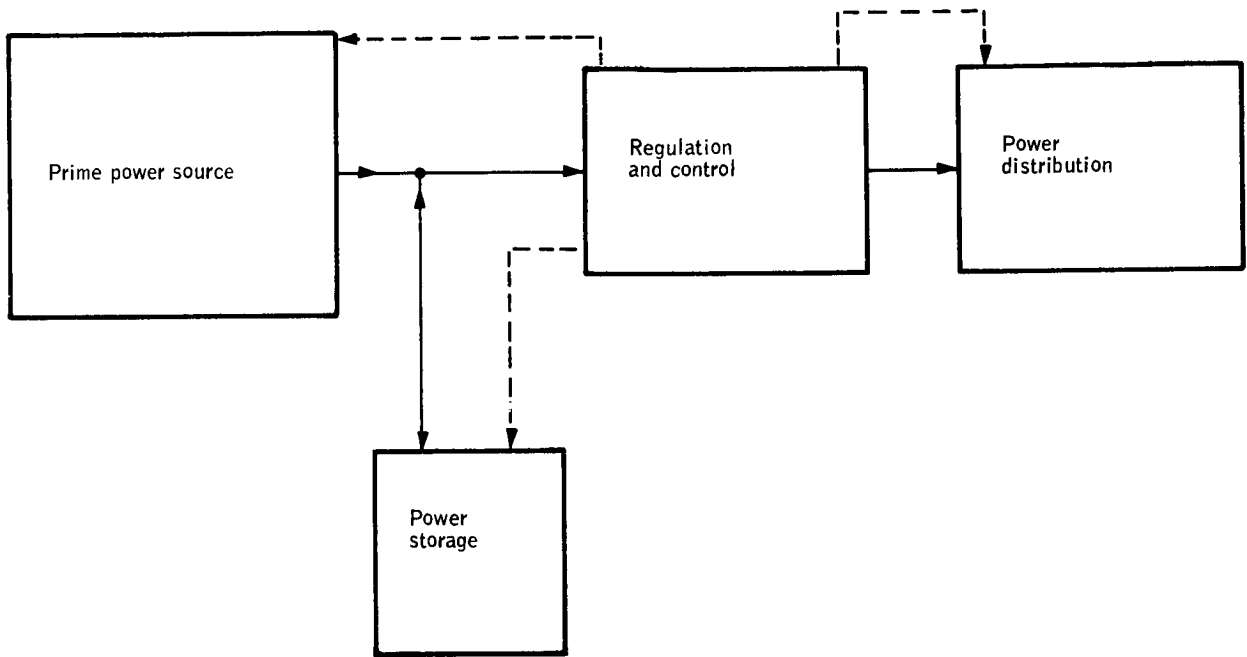 Prime power source
Regulation
and control
Power
distribution
Power
storage